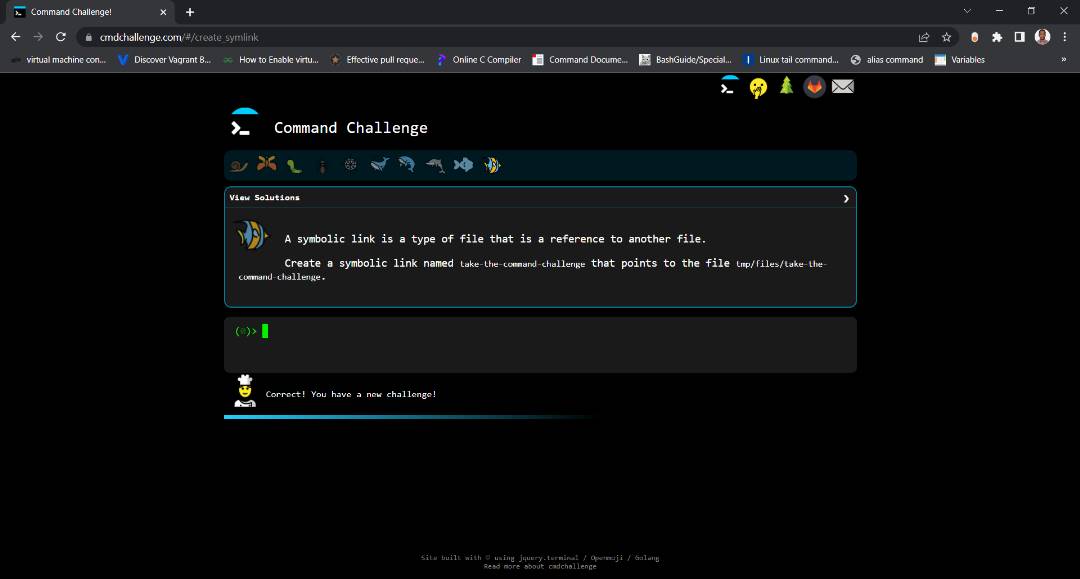 Command Challenge!
cmdchallenge.com/#/create_symlink
virtual machine con... Discover Vagrant B... How to Enable virtu... Effective pull reque... Online C Compiler Command Docume... BashGuide/Special... Linux tail command... alias command Variables »
Command Challenge
View Solutions
A symbolic link is a type of file that is a reference to another file.
Create a symbolic link named take-the-command-challenge that points to the file tmp/files/take-the-
command-challenge.
Correct! You have a new challenge!
Site built with ♡ using jquery.terminal / Openmoji / Golang
Read more about cmdchallenge